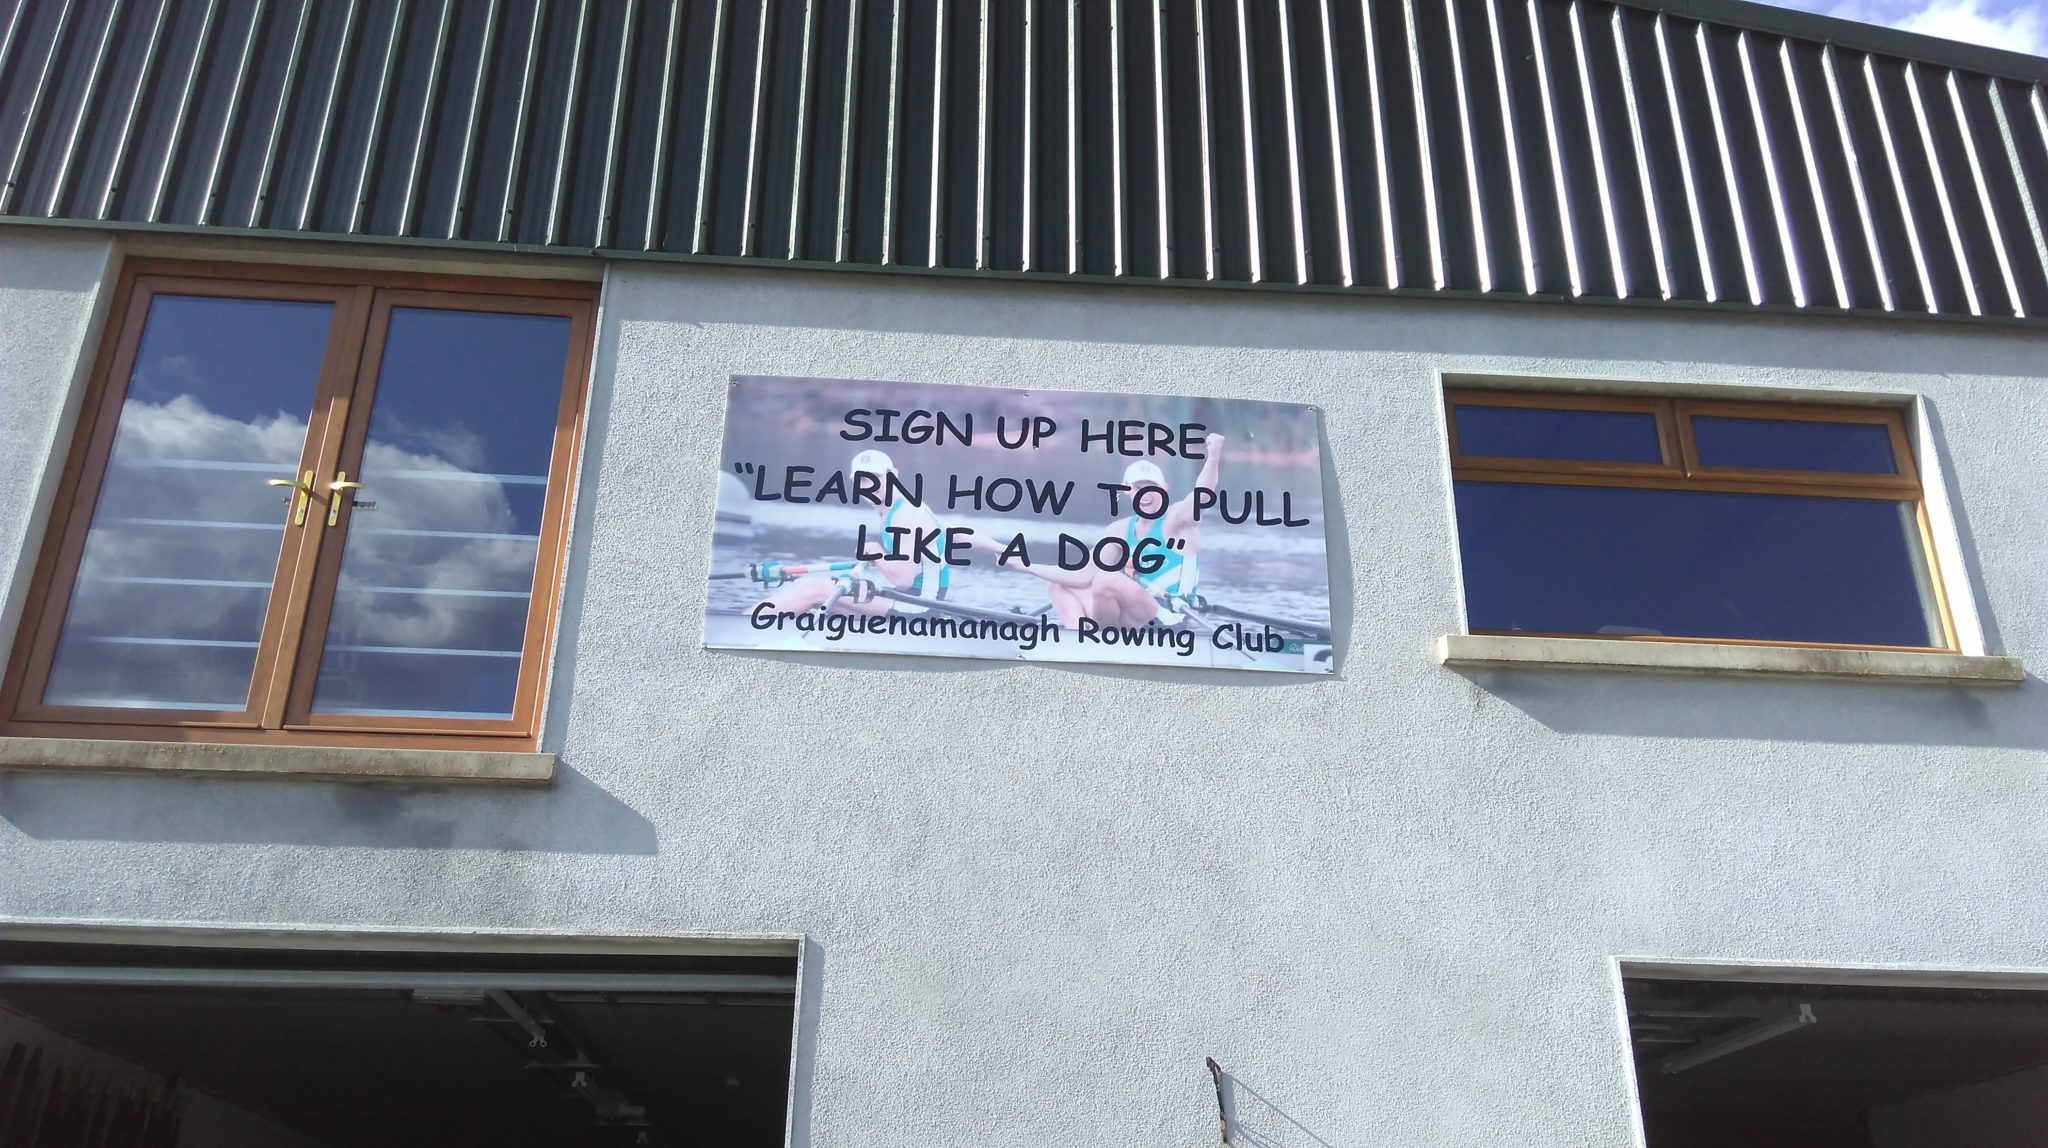 SIGN UP HERE
“LEARN HOW TO PULL
LIKE A DOG”
Graiguenamanagh Rowing Club